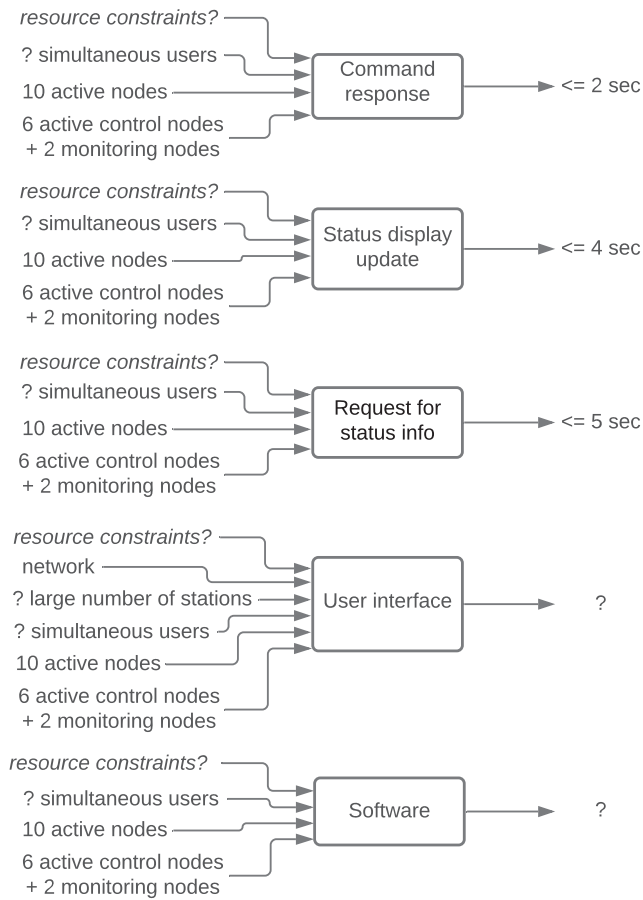 resource constraints?
? simultaneous users
10 active nodes
6 active control nodes
+ 2 monitoring nodes
Command
response
<= 2 sec
resource constraints?
? simultaneous users
10 active nodes
6 active control nodes
+ 2 monitoring nodes
Status display
update
<= 4 sec
resource constraints?
? simultaneous users
10 active nodes
6 active control nodes
+ 2 monitoring nodes
Request for
status info
<= 5 sec
resource constraints?
network
? large number of stations
? simultaneous users
10 active nodes
6 active control nodes
+ 2 monitoring nodes
User interface
?
resource constraints?
? simultaneous users
10 active nodes
6 active control nodes
+ 2 monitoring nodes
Software
?